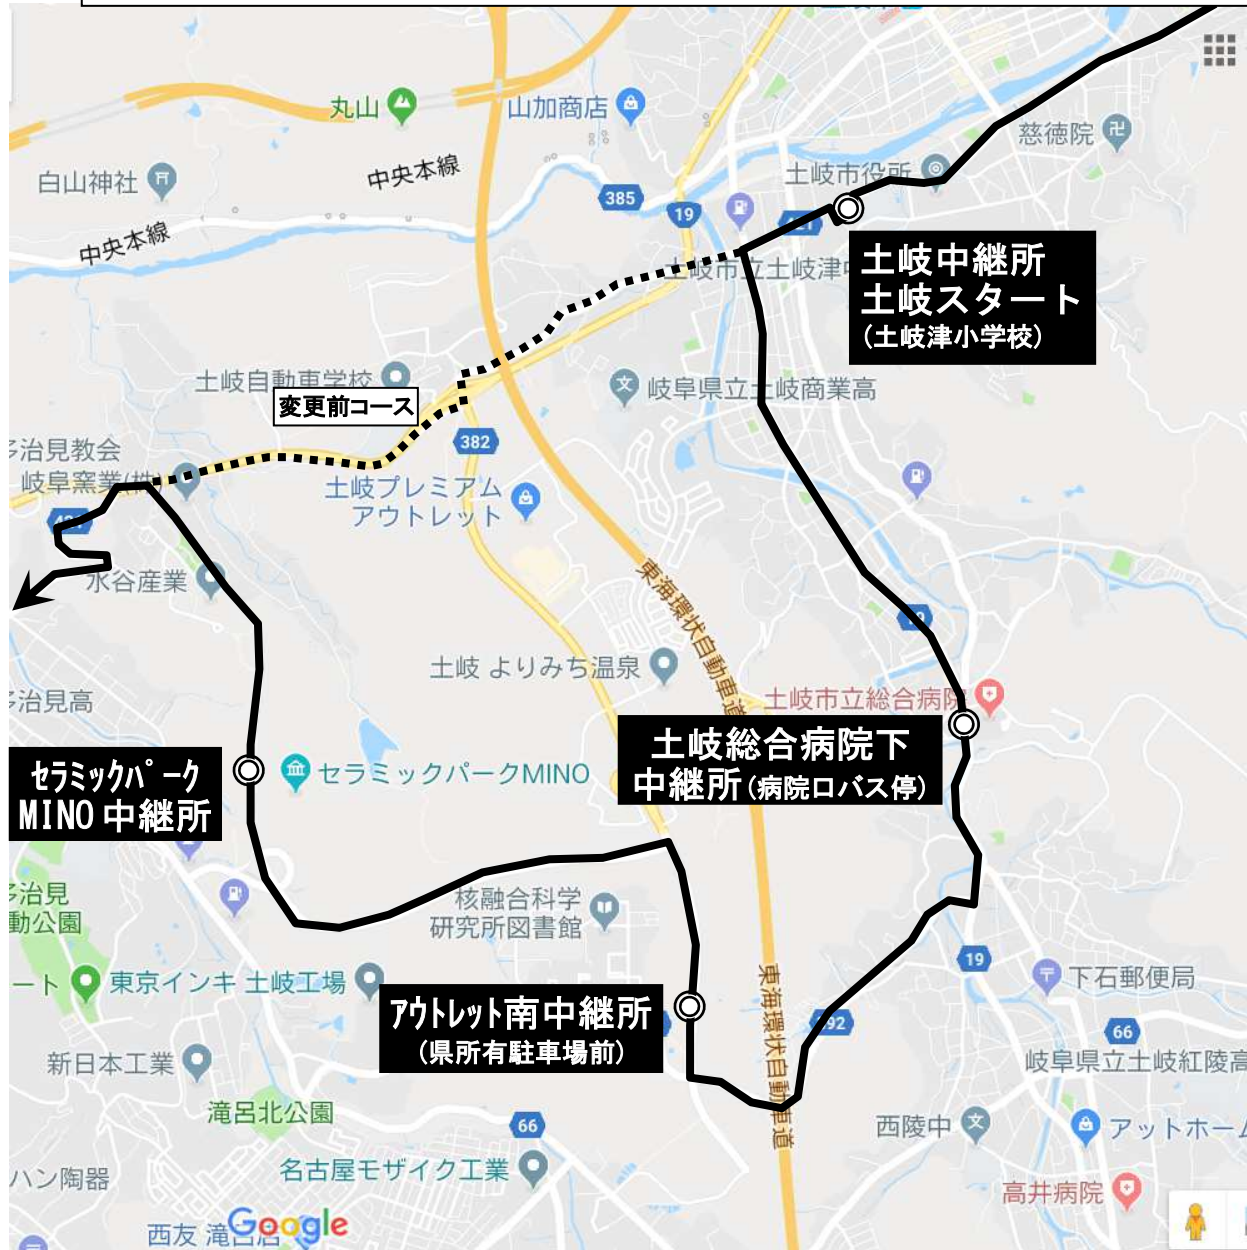 丸山
山加商店
慈徳院
白山神社
中央本線
385
19
土岐市役所
中央本線
土岐中継所
土岐スタート
(土岐津小学校)
土岐自動車学校
変更前コース
岐阜県立土岐商業高
382
治見教会
岐阜窯業(株)
土岐プレミアム
アウトレット
水谷産業
東海環状自動車道
土岐 よりみち温泉
土岐市立総合病院
治見高
土岐総合病院下
中継所(病院口バス停)
セラミックパーク
MINO 中継所
セラミックパークMINO
治見
動公園
核融合科学
研究所図書館
ート
東京インキ 土岐工場
東海環状自動車道
19
下石郵便局
アウトレット南中継所
(県所有駐車場前)
66
岐阜県立土岐紅陵高
新日本工業
滝呂北公園
66
西陵中
アットホーム
名古屋モザイク工業
ハン陶器
高井病院
西友 滝呂店
Google